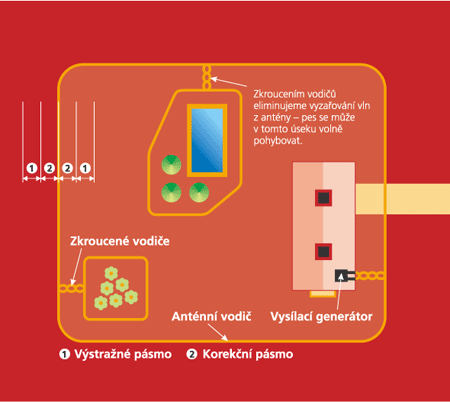 Zkroucením vodičů
eliminujeme vyzařování vln
z antény – pes se může
v tomto úseku volně
pohybovat.
1 2 2 1
Zkroucené vodiče
Anténní vodič
Vysílací generátor
1 Výstražné pásmo 2 Korekční pásmo